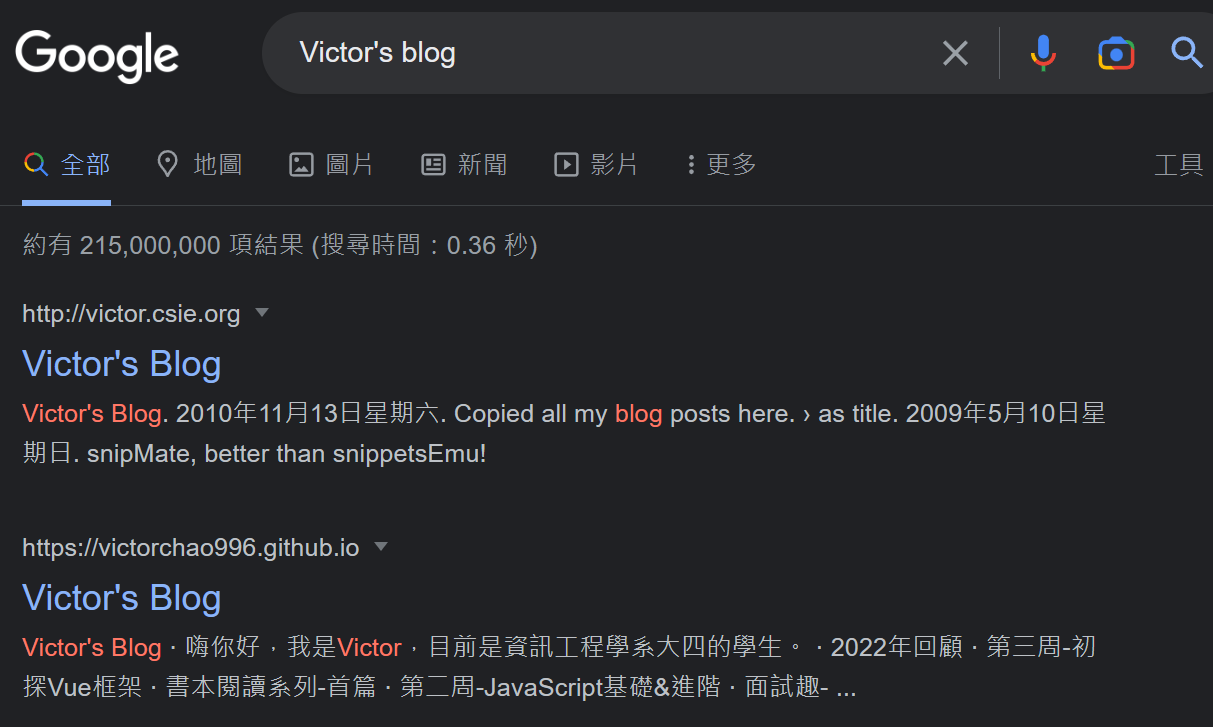 Google
Victor's blog
全部 地圖 圖片 新聞 影片 更多 工具
約有 215,000,000 項結果 (搜尋時間：0.36 秒)
http://victor.csie.org
Victor's Blog
Victor's Blog. 2010年11月13日星期六. Copied all my blog posts here. › as title. 2009年5月10日星
期日. snipMate, better than snippetsEmu!
https://victorchao996.github.io
Victor's Blog
Victor's Blog · 嗨你好，我是Victor，目前是資訊工程學系大四的學生。 · 2022年回顧 · 第三周-初
探Vue框架 · 書本閱讀系列-首篇 · 第二周-JavaScript基礎&進階 · 面試趣- ...